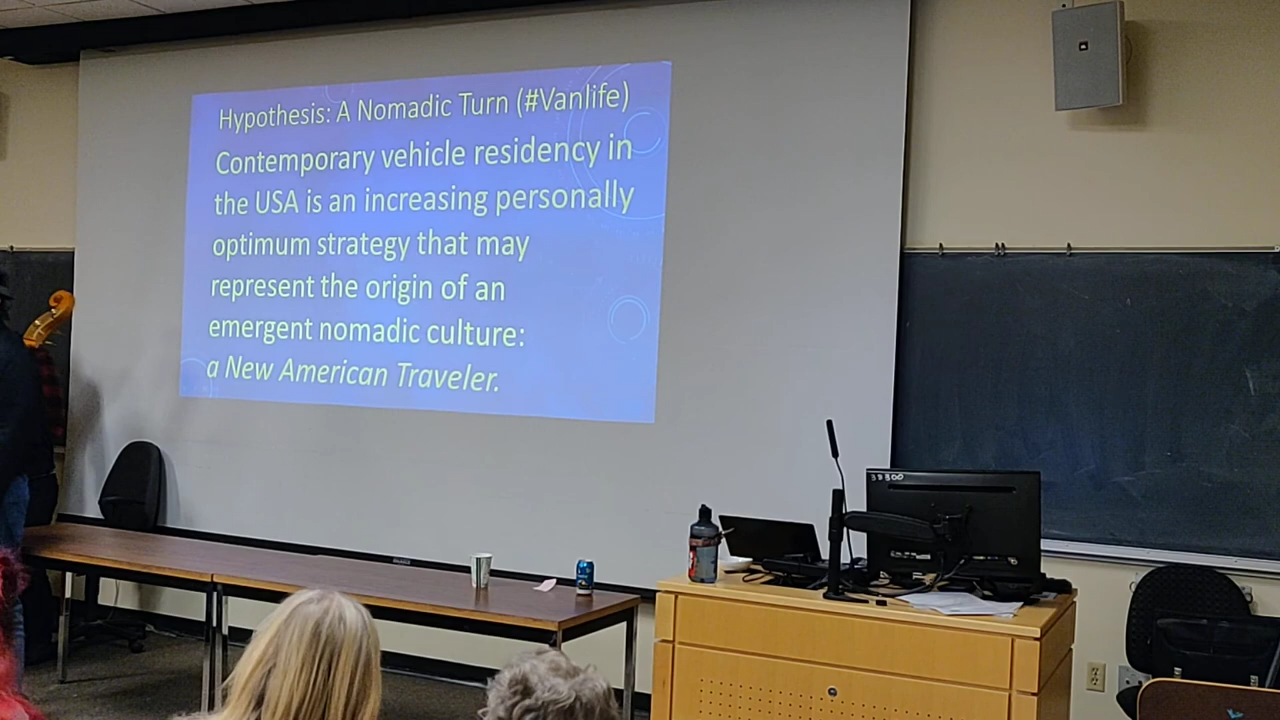 Hypothesis: A Nomadic Turn (#Vanlife)
Contemporary vehicle residency in
the USA is an increasing personally
optimum strategy that may
represent the origin of an
emergent nomadic culture:
a New American Traveler.